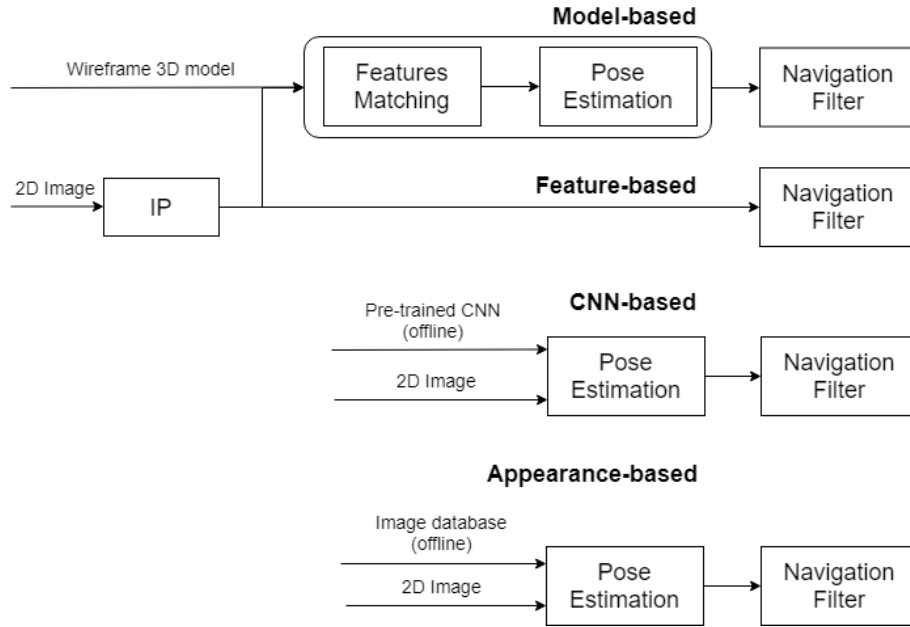 Model-based
Wireframe 3D model
Features
Matching
Pose
Estimation
Navigation
Filter
2D Image
IP
Feature-based
Navigation
Filter
CNN-based
Pre-trained CNN
(offline)
2D Image
Pose
Estimation
Navigation
Filter
Appearance-based
Image database
(offline)
2D Image
Pose
Estimation
Navigation
Filter